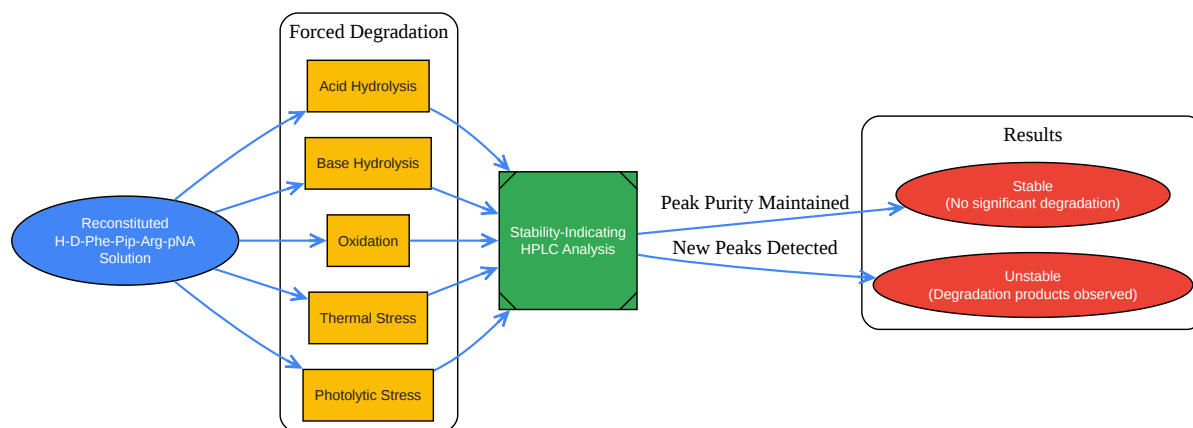 Forced Degradation
Acid Hydrolysis
Base Hydrolysis
Oxidation
Thermal Stress
Photolytic Stress
Reconstituted
H-D-Phe-Pip-Arg-pNA
Solution
Stability-Indicating
HPLC Analysis
Peak Purity Maintained
New Peaks Detected
Results
Stable
(No significant degradation)
Unstable
(Degradation products observed)